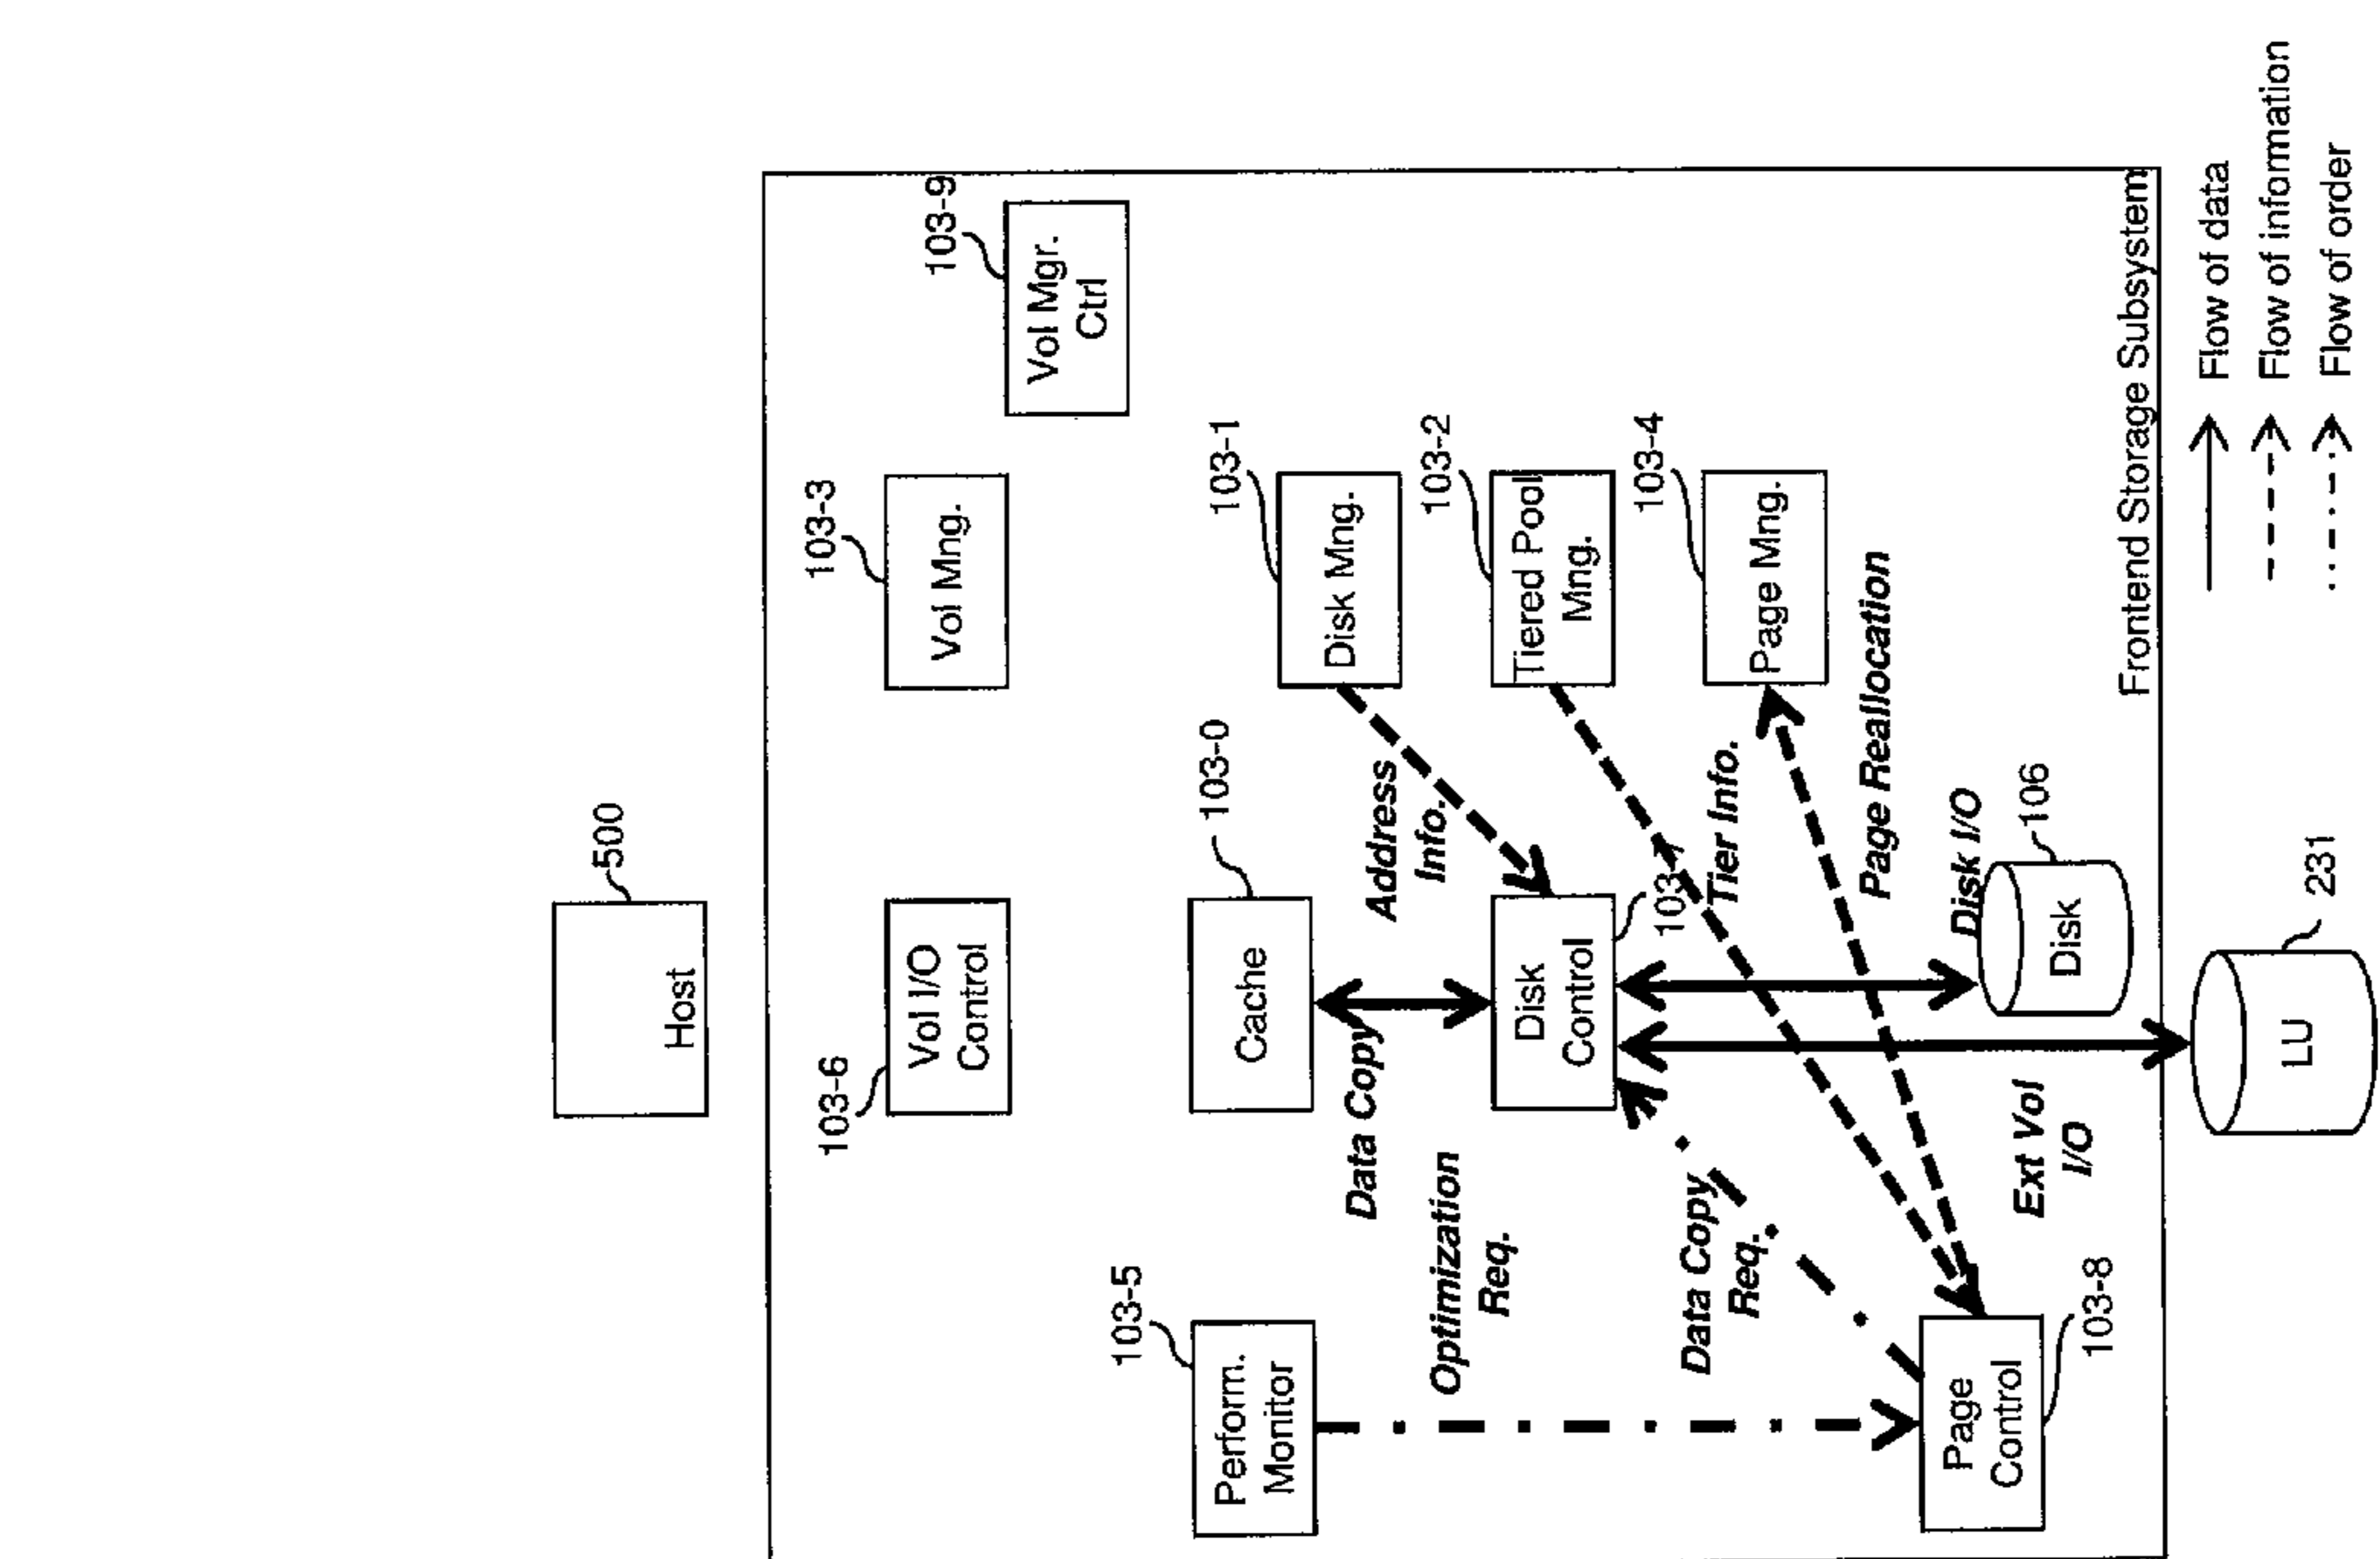 500
Host
103-6
Vol I/O
Control
103-3
Vol Mng.
103-9
Vol Mgr.
Ctrl
103-5
Perform.
Monitor
103-0
Cache
103-1
Disk Mng.
Data Copy
Address
Info.
Optimization
Req.
Disk
Control
103-2
Tiered Pool
Mng.
103-4
Page Mng.
Data Copy
Req.
Tier Info.
Page Reallocation
Disk I/O
106
Disk
Page
Control
103-8
Ext Vol
I/O
Frontend Storage Subsystem
231
LU
Flow of data
Flow of infomation
Flow of order